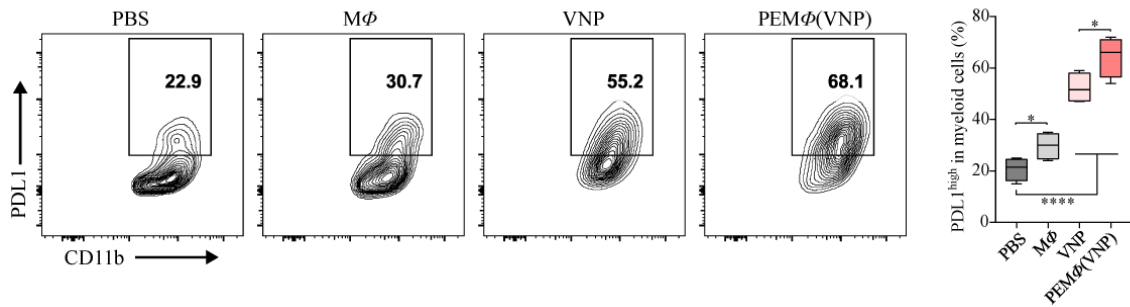 PBS
MΦ
VNP
PEMΦ(VNP)
22.9
30.7
55.2
68.1
PDL1
CD11b
PDL1high in myeloid cells (%)
80
60
40
20
0
*
*
****
PBS
MΦ
VNP
PEMΦ(VNP)